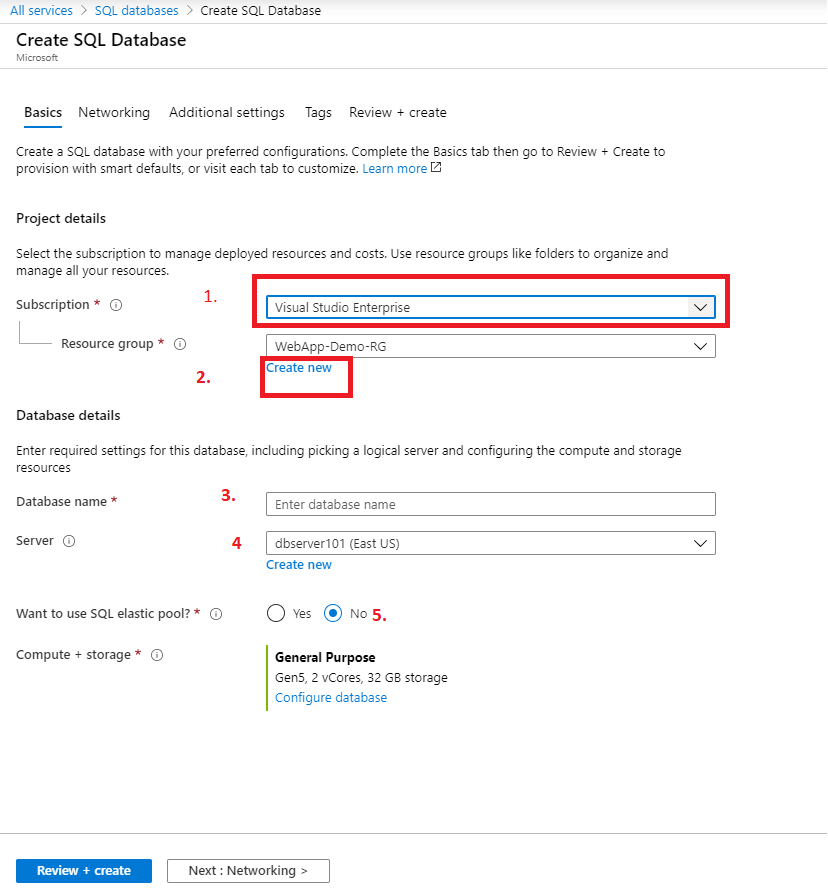 All services > SQL databases > Create SQL Database
Create SQL Database
Microsoft
Basics Networking Additional settings Tags Review + create
Create a SQL database with your preferred configurations. Complete the Basics tab then go to Review + Create to
provision with smart defaults, or visit each tab to customize. Learn more
Project details
Select the subscription to manage deployed resources and costs. Use resource groups like folders to organize and
manage all your resources.
Subscription * 1. Visual Studio Enterprise
Resource group * WebApp-Demo-RG
2. Create new
Database details
Enter required settings for this database, including picking a logical server and configuring the compute and storage
resources
Database name * 3. Enter database name
Server 4 dbserver101 (East US)
Create new
Want to use SQL elastic pool? * Yes No 5.
Compute + storage * General Purpose
Gen5, 2 vCores, 32 GB storage
Configure database
Review + create Next : Networking >